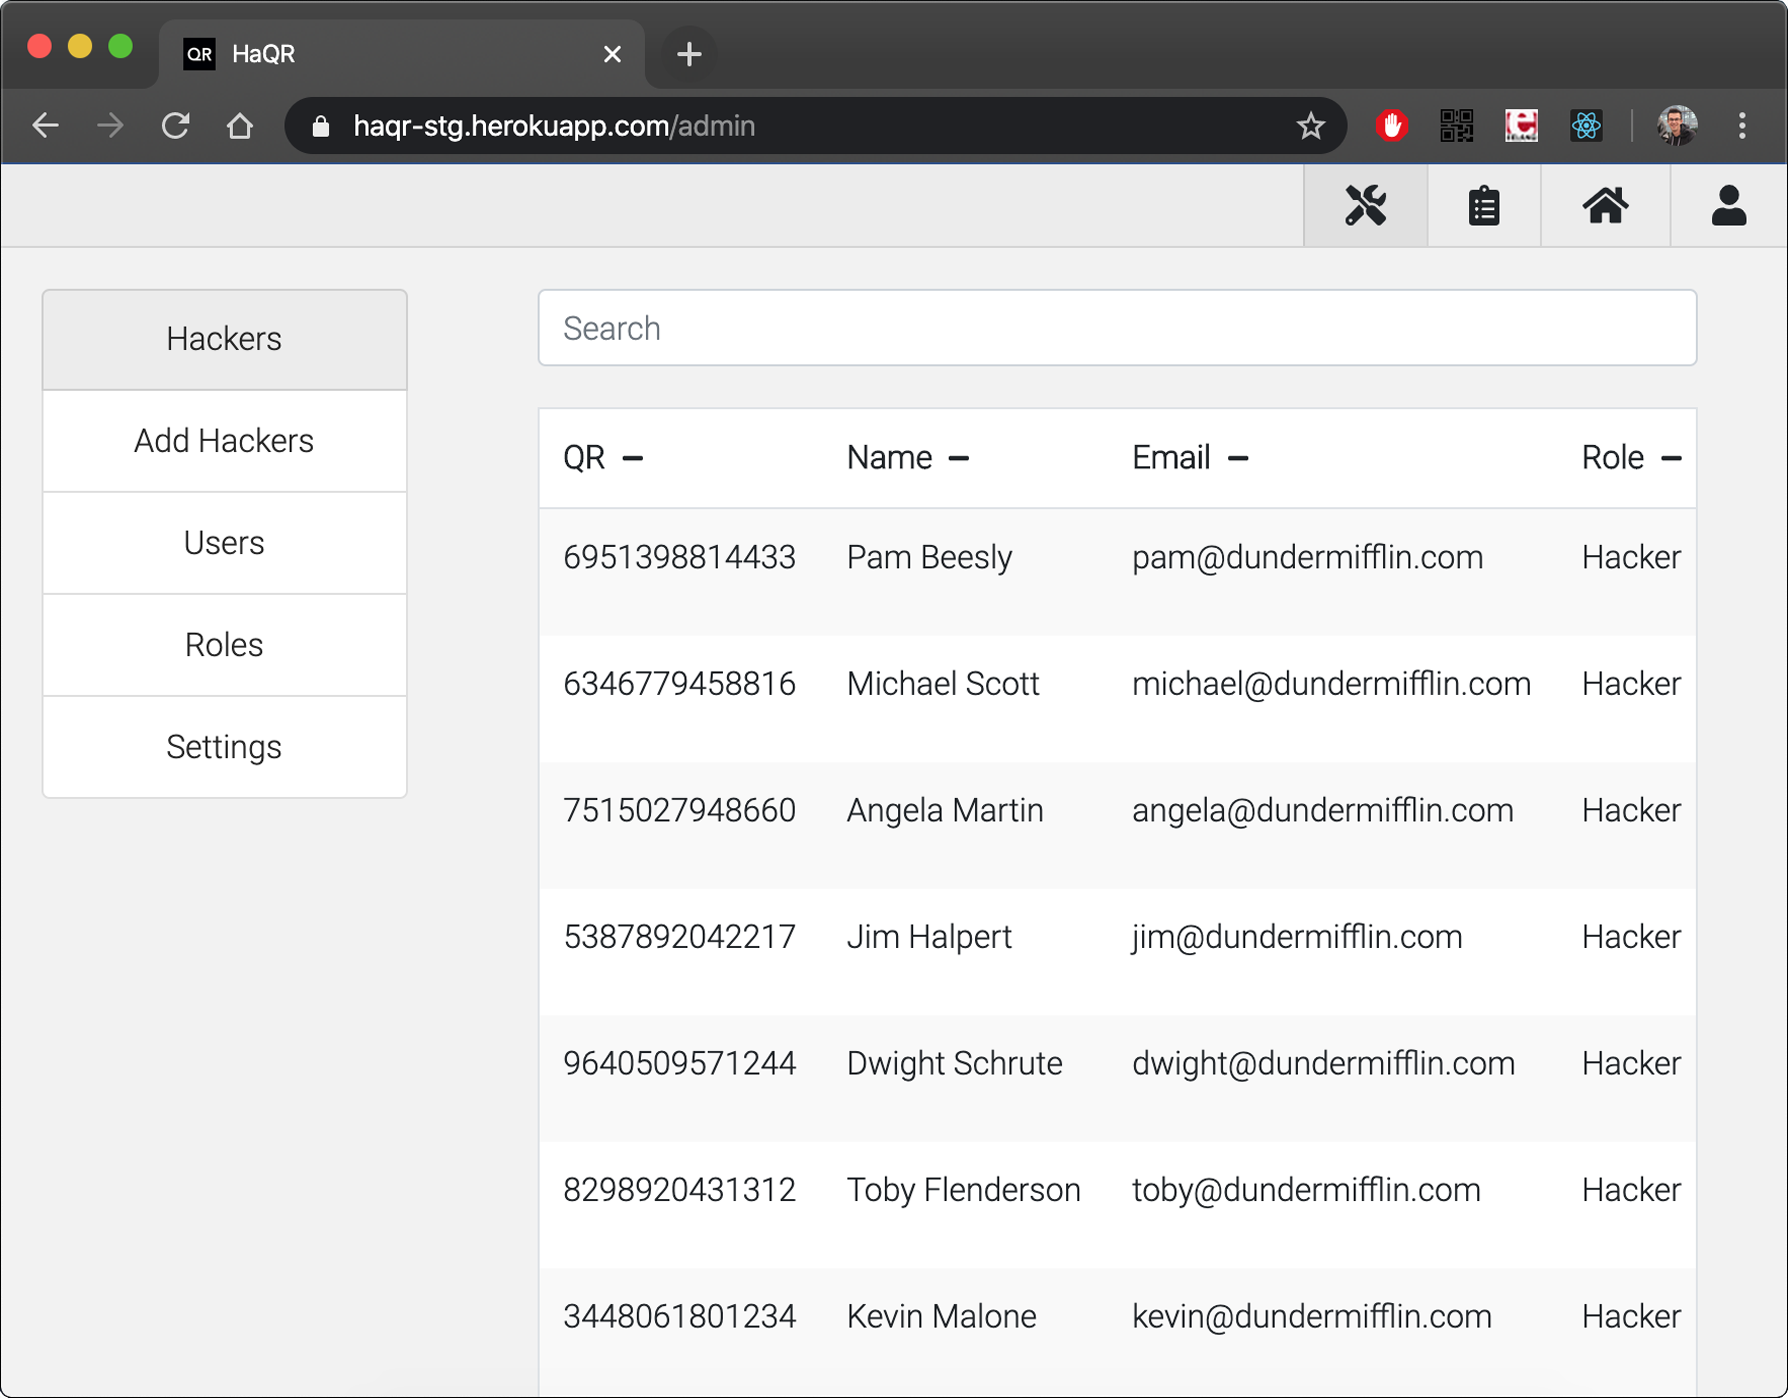 QR HaQR
haqr-stg.herokuapp.com/admin
Hackers
Add Hackers
Users
Roles
Settings
Search
QR Name Email Role
6951398814433 Pam Beesly pam@dundermifflin.com Hacker
6346779458816 Michael Scott michael@dundermifflin.com Hacker
7515027948660 Angela Martin angela@dundermifflin.com Hacker
5387892042217 Jim Halpert jim@dundermifflin.com Hacker
9640509571244 Dwight Schrute dwight@dundermifflin.com Hacker
8298920431312 Toby Flenderson toby@dundermifflin.com Hacker
3448061801234 Kevin Malone kevin@dundermifflin.com Hacker